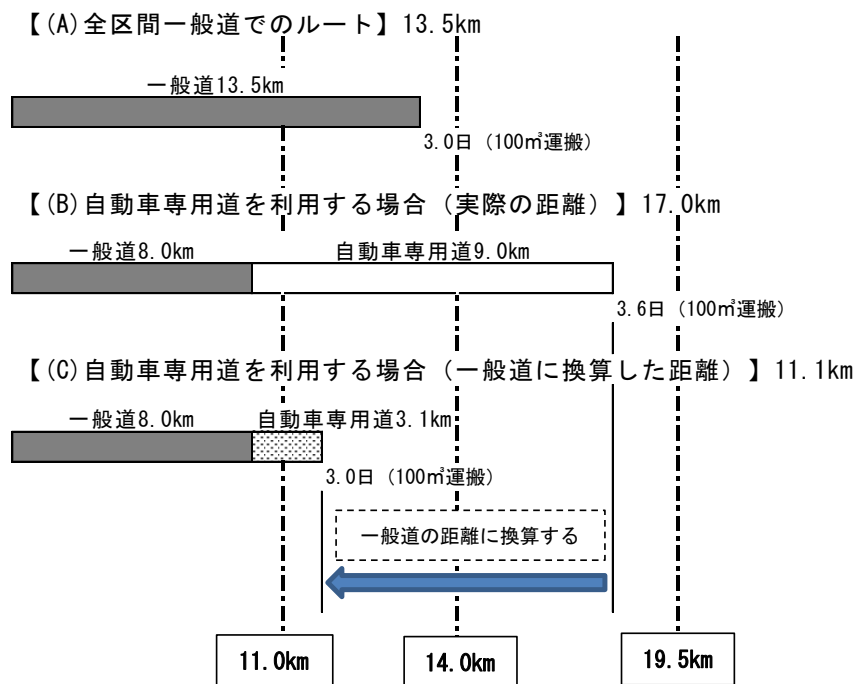 【(A)全区間一般道でのルート】13.5km
一般道13.5km
3.0日（100㎥運搬）
【(B)自動車専用道を利用する場合（実際の距離）】17.0km
一般道8.0km
自動車専用道9.0km
3.6日（100㎥運搬）
【(C)自動車専用道を利用する場合（一般道に換算した距離）】11.1km
一般道8.0km
自動車専用道3.1km
3.0日（100㎥運搬）
一般道の距離に換算する
11.0km
14.0km
19.5km